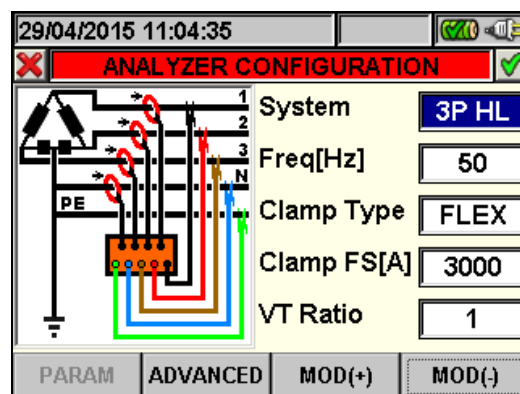 29/04/2015 11:04:35
ANALYZER CONFIGURATION
1
2
3
N
PE
System 3P HL
Freq[Hz] 50
Clamp Type FLEX
Clamp FS[A] 3000
VT Ratio 1
PARAM ADVANCED MOD(+) MOD(-)